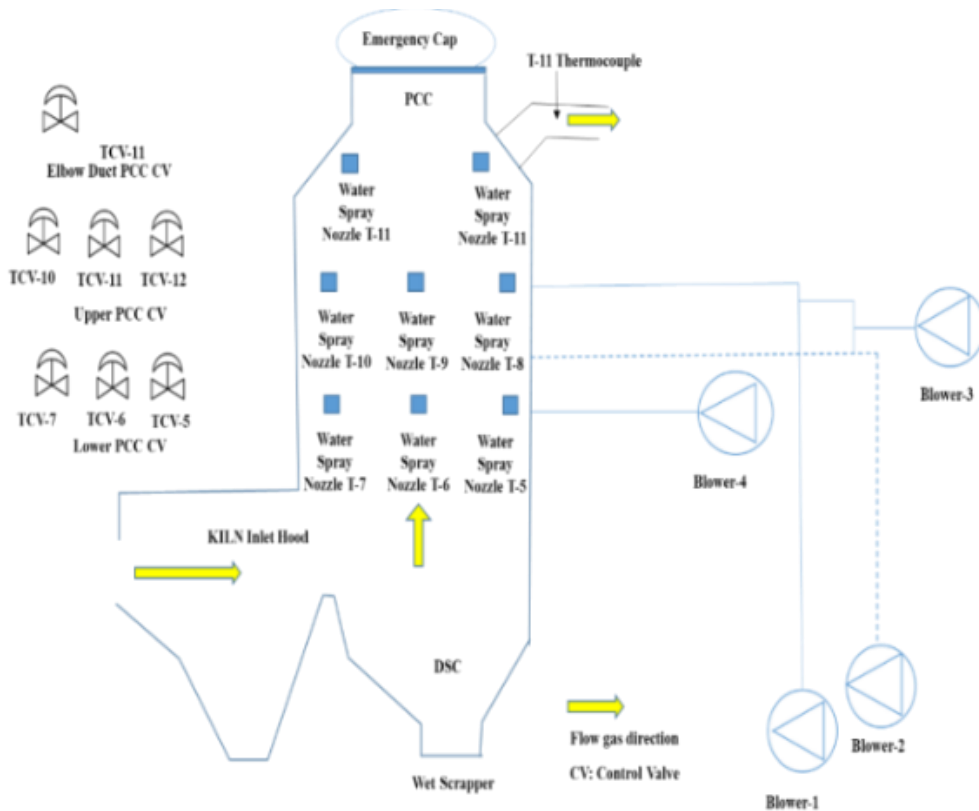 Emergency Cap
T-11 Thermocouple
PCC
TCV-11
Elbow Duct PCC CV
Water
Spray
Nozzle T-11
Water
Spray
Nozzle T-11
TCV-10
TCV-11
TCV-12
Upper PCC CV
Water
Spray
Nozzle T-10
Water
Spray
Nozzle T-9
Water
Spray
Nozzle T-8
Blower-3
TCV-7
TCV-6
TCV-5
Lower PCC CV
Water
Spray
Nozzle T-7
Water
Spray
Nozzle T-6
Water
Spray
Nozzle T-5
Blower-4
KILN Inlet Hood
DSC
Flow gas direction
CV: Control Valve
Wet Scrapper
Blower-2
Blower-1